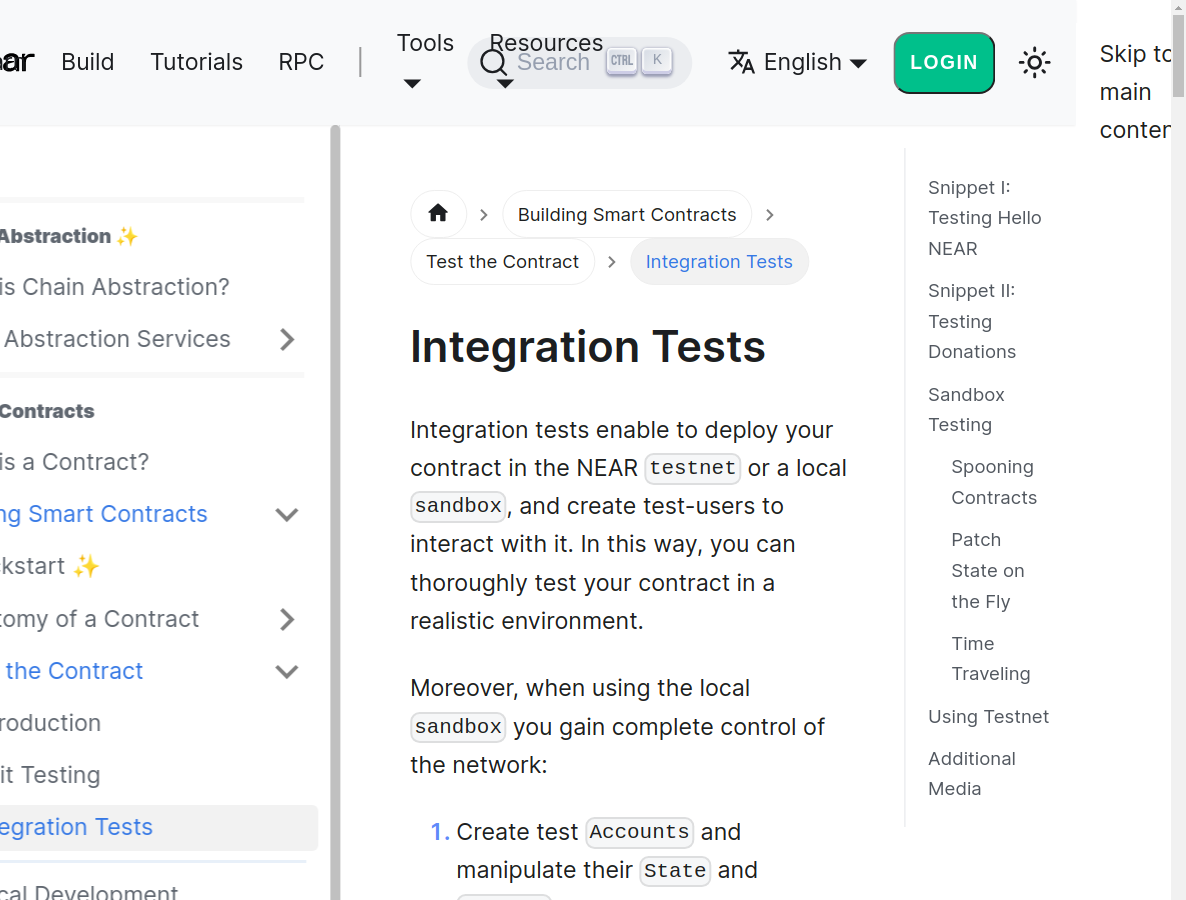 ar Build Tutorials RPC Tools Resources Search CTRL K English LOGIN
Skip to
main
Abstraction ✨
is Chain Abstraction?
Abstraction Services
Contracts
is a Contract?
ng Smart Contracts
kstart ✨
tomy of a Contract
the Contract
roduction
it Testing
egration Tests
cal Development
Building Smart Contracts
Test the Contract Integration Tests
Integration Tests
Integration tests enable to deploy your
contract in the NEAR testnet or a local
sandbox, and create test-users to
interact with it. In this way, you can
thoroughly test your contract in a
realistic environment.
Moreover, when using the local
sandbox you gain complete control of
the network:
1. Create test Accounts and
manipulate their State and
Snippet I:
Testing Hello
NEAR
Snippet II:
Testing
Donations
Sandbox
Testing
Spooning
Contracts
Patch
State on
the Fly
Time
Traveling
Using Testnet
Additional
Media